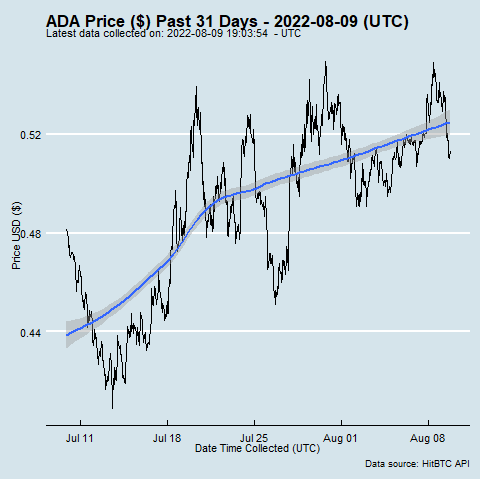 ADA Price ($) Past 31 Days - 2022-08-09 (UTC)
Latest data collected on: 2022-08-09 19:03:54 - UTC
Price USD ($)
0.52
0.48
0.44
Jul 11 Jul 18 Jul 25 Aug 01 Aug 08
Date Time Collected (UTC)
Data source: HitBTC API